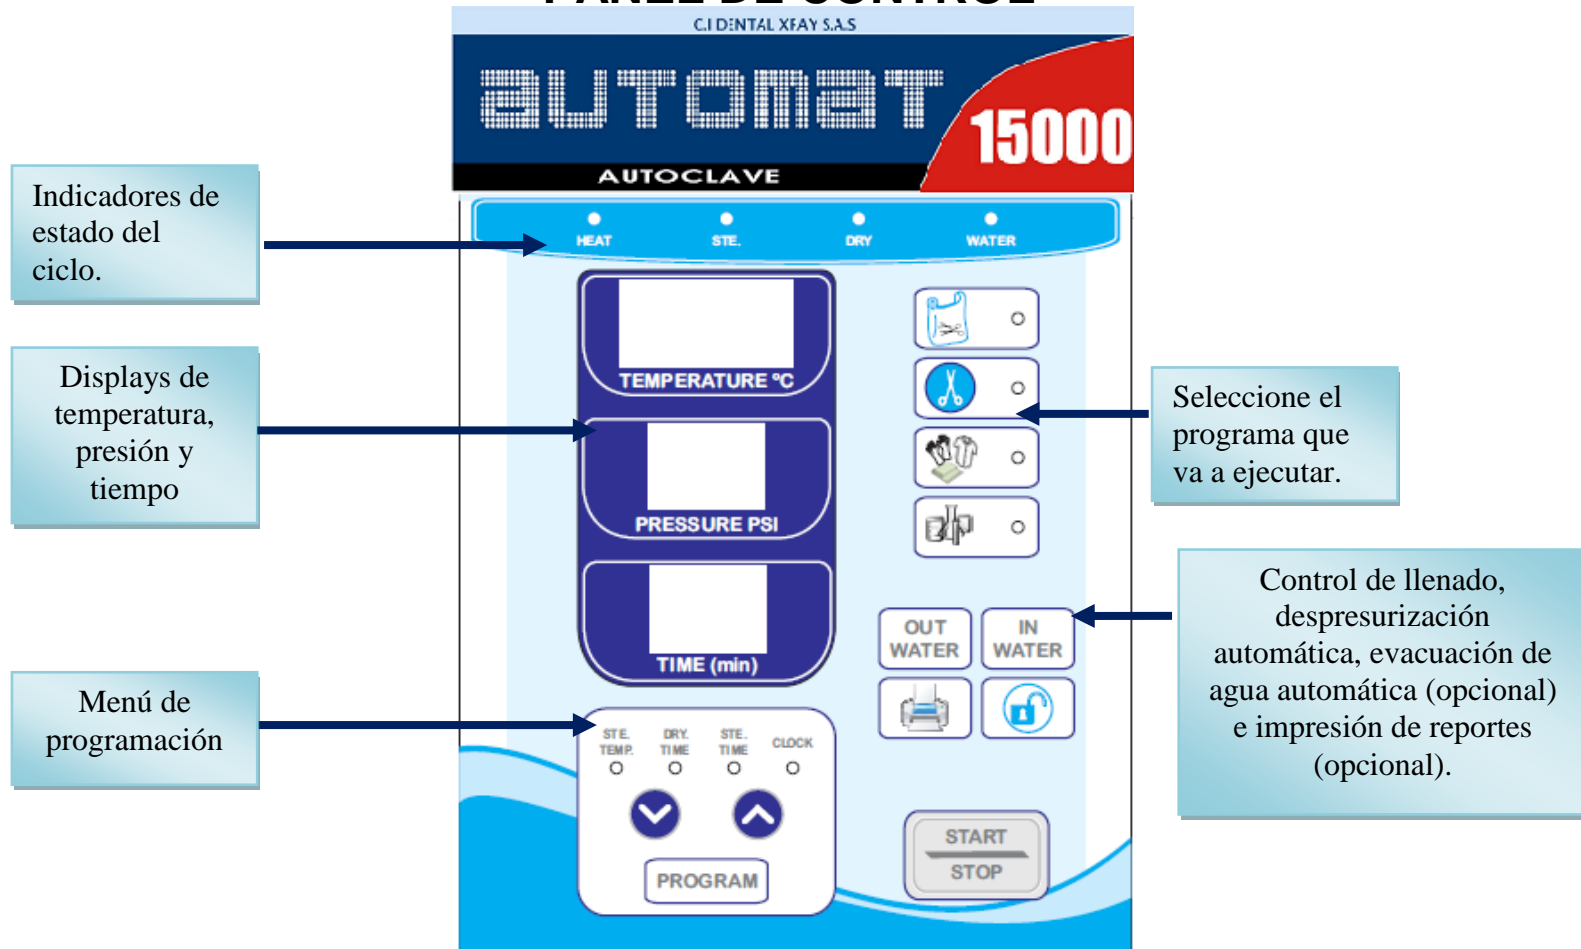 PANEL DE CONTROL
C.I DENTAL XRAY S.A.S
AUTOMAT
15000
AUTOCLAVE
Indicadores de
estado del
ciclo.
HEAT
STE.
DRY
WATER
Displays de
temperatura,
presión y
tiempo
TEMPERATURE ºC
PRESSURE PSI
TIME (min)
Seleccione el
programa que
va a ejecutar.
OUT
WATER
IN
WATER
Control de llenado,
despresurización
automática, evacuación de
agua automática (opcional)
e impresión de reportes
(opcional).
Menú de
programación
STE.
TEMP.
DRY.
TIME
STE.
TIME
CLOCK
PROGRAM
START
STOP